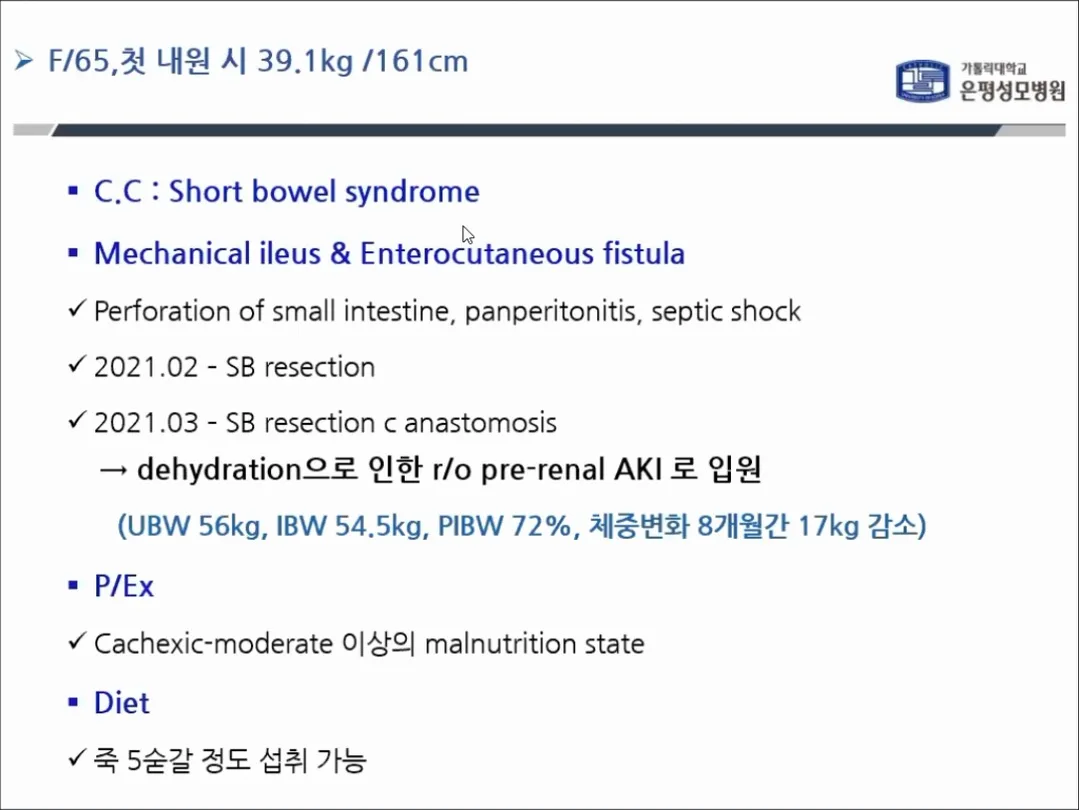 ➢ F/65,첫 내원 시 39.1kg /161cm
가톨릭대학교
은평성모병원
▪ C.C : Short bowel syndrome
▪ Mechanical ileus & Enterocutaneous fistula
✓ Perforation of small intestine, panperitonitis, septic shock
✓ 2021.02 - SB resection
✓ 2021.03 - SB resection c anastomosis
→ dehydration으로 인한 r/o pre-renal AKI 로 입원
(UBW 56kg, IBW 54.5kg, PIBW 72%, 체중변화 8개월간 17kg 감소)
▪ P/Ex
✓ Cachexic-moderate 이상의 malnutrition state
▪ Diet
✓ 죽 5숟갈 정도 섭취 가능